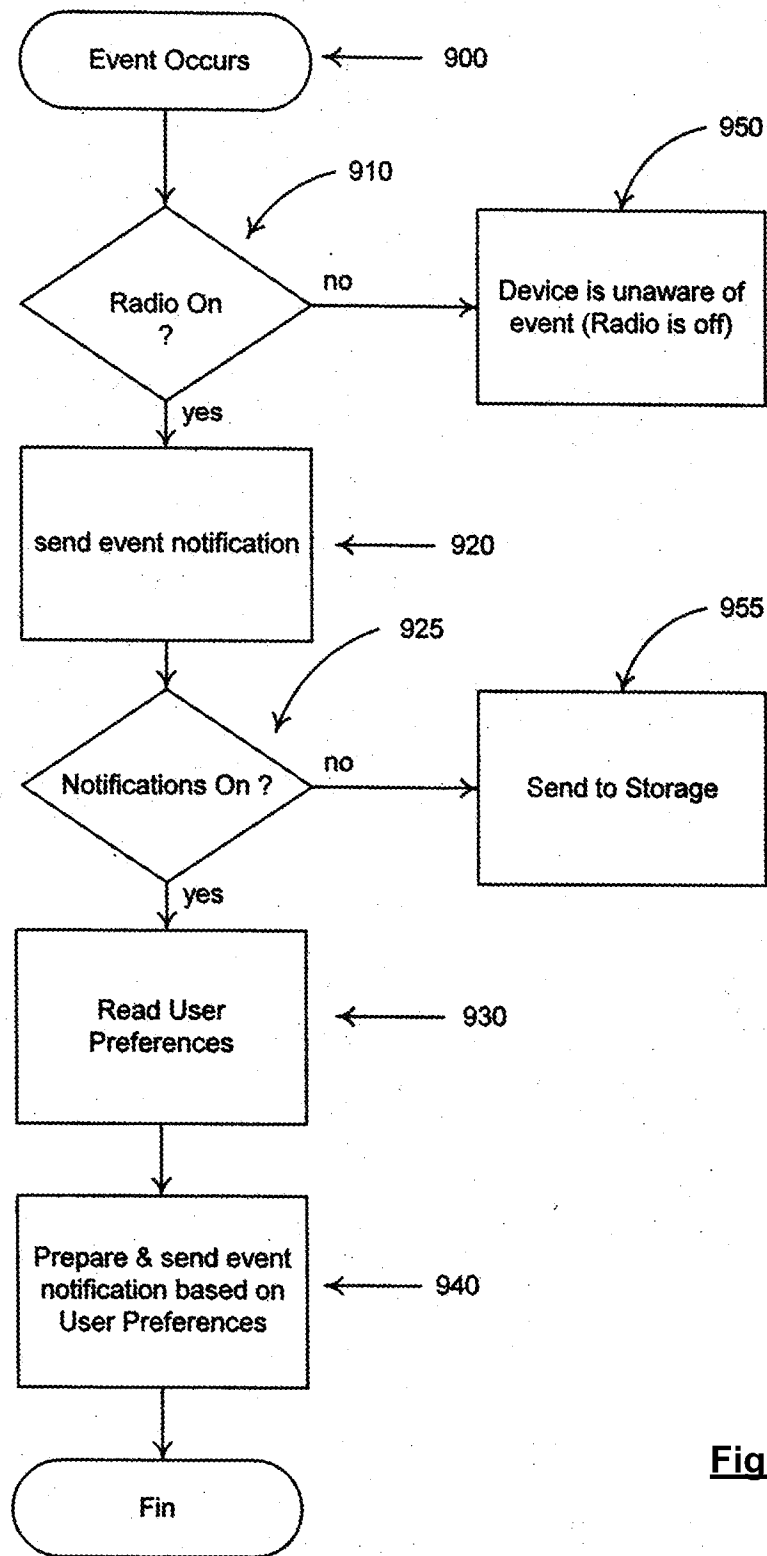 Event Occurs
900
950
910
Radio On
?
no
Device is unaware of
event (Radio is off)
yes
send event notification
920
925
955
Notifications On ?
no
Send to Storage
yes
Read User
Preferences
930
Prepare & send event
notification based on
User Preferences
940
Fig
Fin